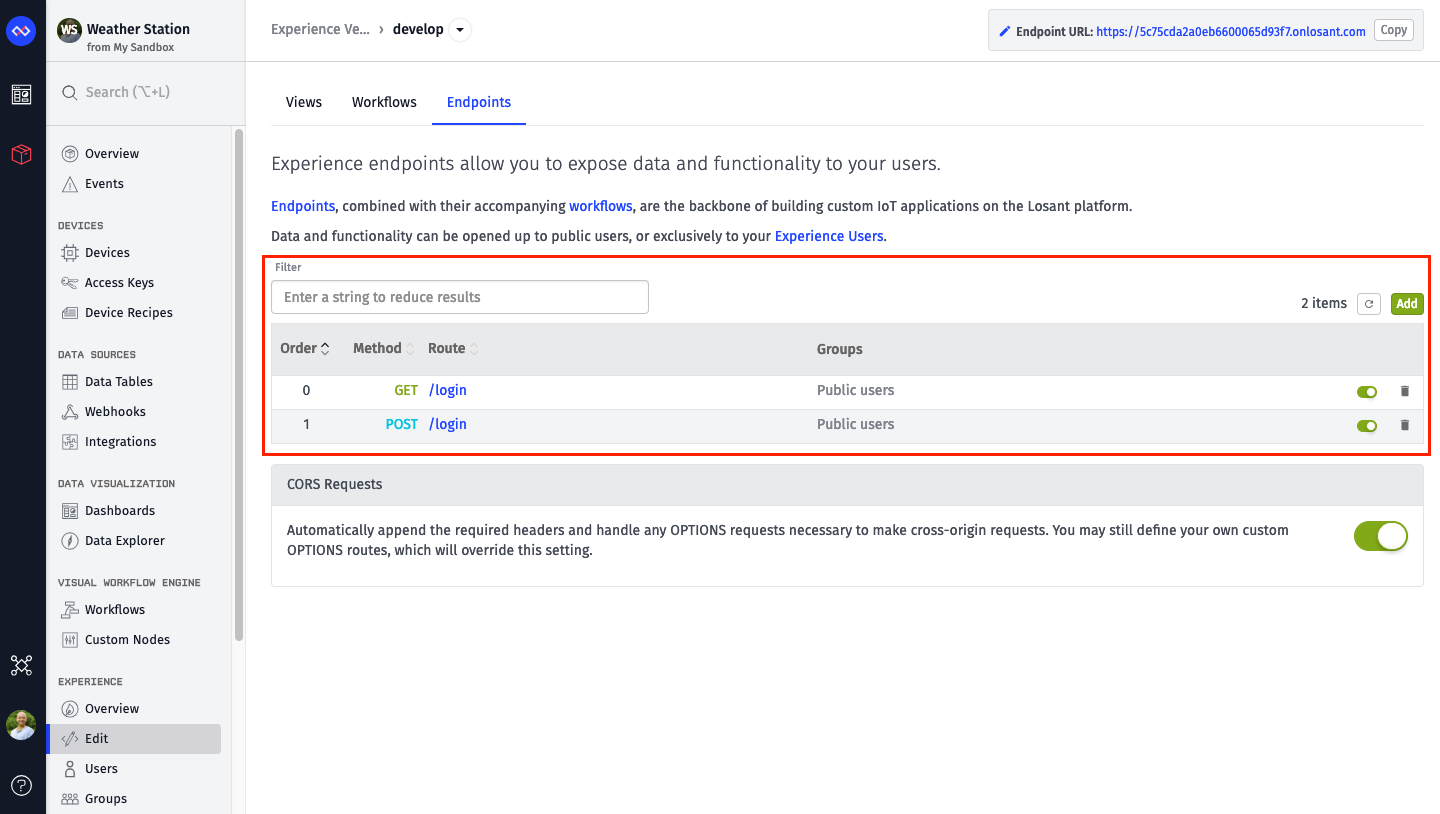 WS
Weather Station
from My Sandbox
Search (⌥+L)
Overview
Events
DEVICES
Devices
Access Keys
Device Recipes
DATA SOURCES
Data Tables
Webhooks
Integrations
DATA VISUALIZATION
Dashboards
Data Explorer
VISUAL WORKFLOW ENGINE
Workflows
Custom Nodes
EXPERIENCE
Overview
Edit
Users
Groups
Experience Ve... › develop
Endpoint URL: https://5c75cda2a0eb6600065d93f7.onlosant.com
Copy
Views Workflows Endpoints
Experience endpoints allow you to expose data and functionality to your users.
Endpoints, combined with their accompanying workflows, are the backbone of building custom IoT applications on the Losant platform.
Data and functionality can be opened up to public users, or exclusively to your Experience Users.
Filter
Enter a string to reduce results
2 items Add
Order Method Route Groups
0 GET /login Public users
1 POST /login Public users
CORS Requests
Automatically append the required headers and handle any OPTIONS requests necessary to make cross-origin requests. You may still define your own custom
OPTIONS routes, which will override this setting.